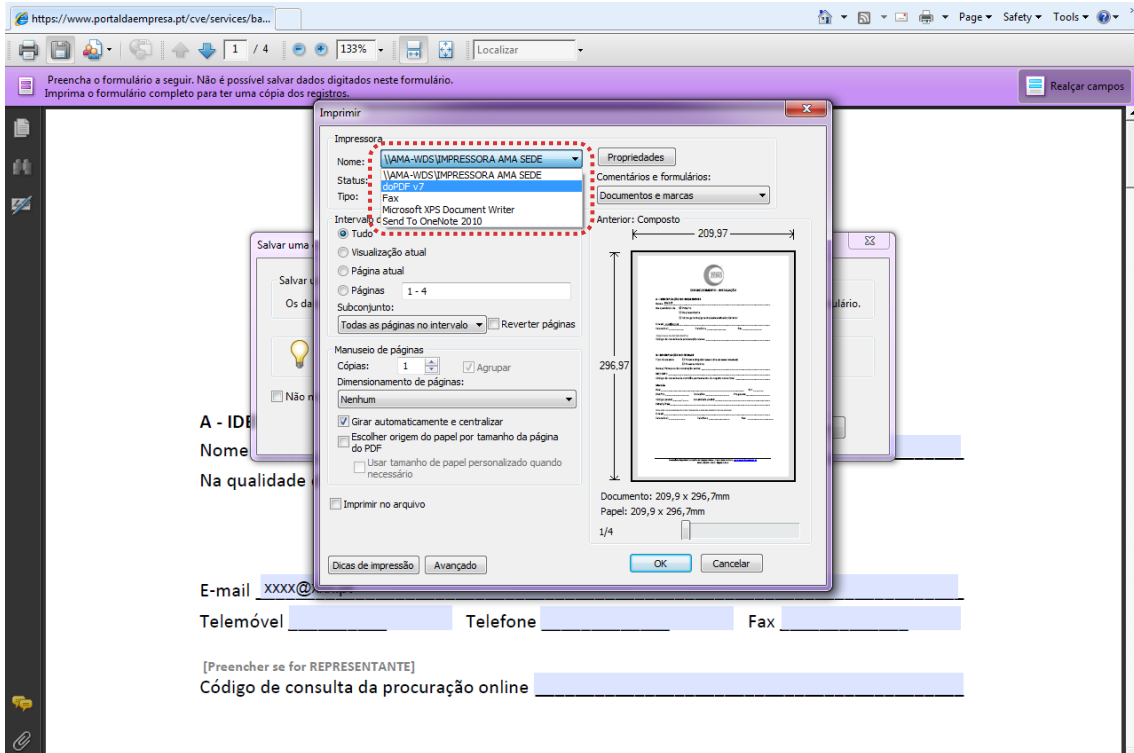 https://www.portaldaempresa.pt/cve/services/ba...
Page Safety Tools
1 / 4 133% Localizar
Preencha o formulário a seguir. Não é possível salvar dados digitados neste formulário.
Imprima o formulário completo para ter uma cópia dos registros.
Realçar campos
Imprimir
Impressora
Nome: \\AMA-WDS\IMPRESSORA AMA SEDE Propriedades
Status: \\AMA-WDS\IMPRESSORA AMA SEDE Comentários e formulários:
doPDF v7
Tipo: Fax Documentos e marcas
Microsoft XPS Document Writer
Intervalo Send To OneNote 2010 Anterior: Composto
Tudo 209,97
Salvar uma
Visualização atual
Página atual
Salvar
Páginas 1 - 4
Os da ulário.
Subconjunto:
Todas as páginas no intervalo Reverter páginas
Manuseio de páginas
Cópias: 1 Agrupar 296,97
Dimensionamento de páginas:
Não n Nenhum
Girar automaticamente e centralizar
A - IDE
Escolher origem do papel por tamanho da página
do PDF
Nome
Usar tamanho de papel personalizado quando
necessário
Na qualidade
Documento: 209,9 x 296,7mm
Imprimir no arquivo
Papel: 209,9 x 296,7mm
1/4
Dicas de impressão Avançado OK Cancelar
E-mail xxxx@
Telemóvel Telefone Fax
[Preencher se for REPRESENTANTE]
Código de consulta da procuração online